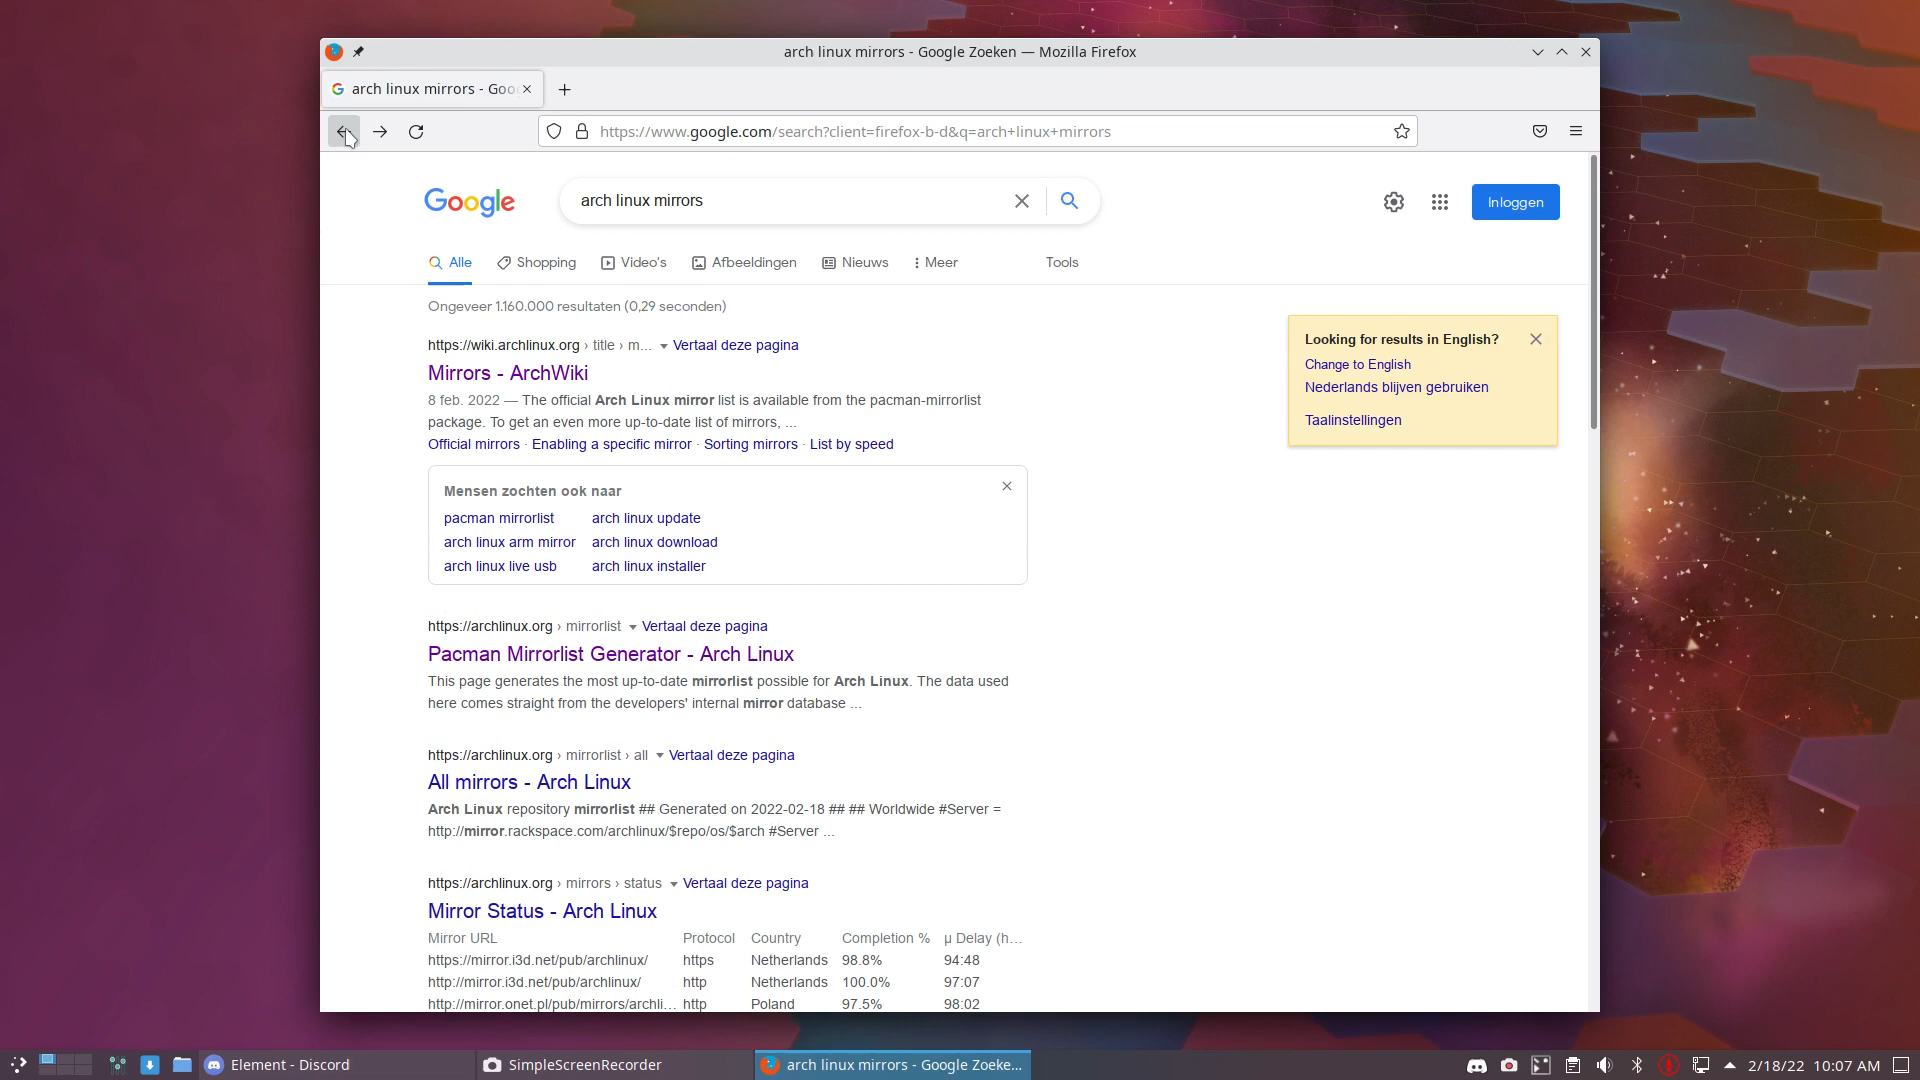 arch linux mirrors - Google Zoeken — Mozilla Firefox
arch linux mirrors - Goo
https://www.google.com/search?client=firefox-b-d&q=arch+linux+mirrors
Google
arch linux mirrors
Inloggen
Alle
Shopping
Video's
Afbeeldingen
Nieuws
Meer
Tools
Ongeveer 1.160.000 resultaten (0,29 seconden)
https://wiki.archlinux.org › title › m... Vertaal deze pagina
Mirrors - ArchWiki
8 feb. 2022 — The official Arch Linux mirror list is available from the pacman-mirrorlist
package. To get an even more up-to-date list of mirrors, ...
Official mirrors · Enabling a specific mirror · Sorting mirrors · List by speed
Mensen zochten ook naar
pacman mirrorlist arch linux update
arch linux arm mirror arch linux download
arch linux live usb arch linux installer
https://archlinux.org › mirrorlist Vertaal deze pagina
Pacman Mirrorlist Generator - Arch Linux
This page generates the most up-to-date mirrorlist possible for Arch Linux. The data used
here comes straight from the developers' internal mirror database ...
https://archlinux.org › mirrorlist › all Vertaal deze pagina
All mirrors - Arch Linux
Arch Linux repository mirrorlist ## Generated on 2022-02-18 ## ## Worldwide #Server =
http://mirror.rackspace.com/archlinux/$repo/os/$arch #Server ...
https://archlinux.org › mirrors › status Vertaal deze pagina
Mirror Status - Arch Linux
Mirror URL Protocol Country Completion % μ Delay (h...
https://mirror.i3d.net/pub/archlinux/ https Netherlands 98.8% 94:48
http://mirror.i3d.net/pub/archlinux/ http Netherlands 100.0% 97:07
http://mirror.onet.pl/pub/mirrors/archli... http Poland 97.5% 98:02
Looking for results in English?
Change to English
Nederlands blijven gebruiken
Taalinstellingen
Element - Discord
SimpleScreenRecorder
arch linux mirrors - Google Zoeke...
2/18/22 10:07 AM